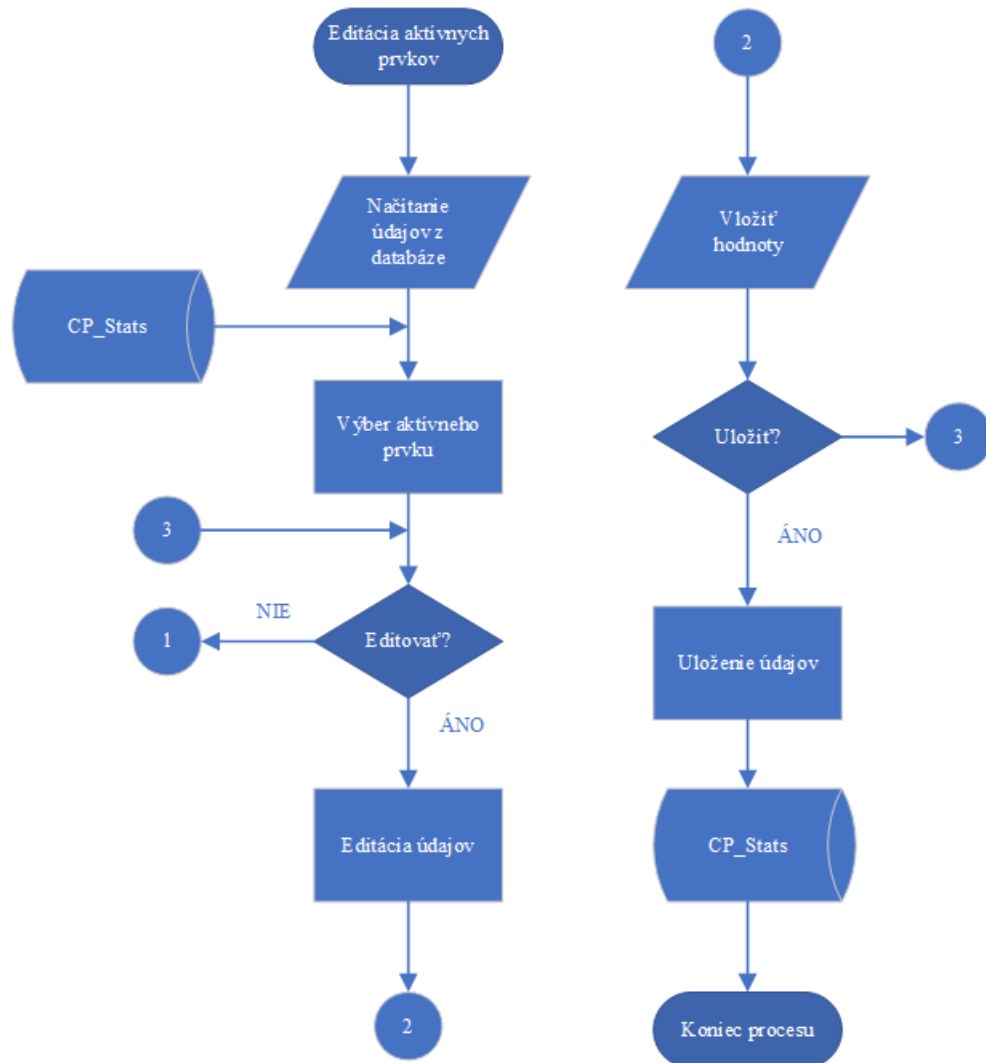 Editácia aktívnych
prvkov
Načítanie
údajov z
databáze
CP_Stats
Výber aktívneho
prvku
3
1
NIE
Editovať?
ÁNO
Editácia údajov
2
2
Vložiť
hodnoty
Uložiť?
3
ÁNO
Uloženie údajov
CP_Stats
Koniec procesu